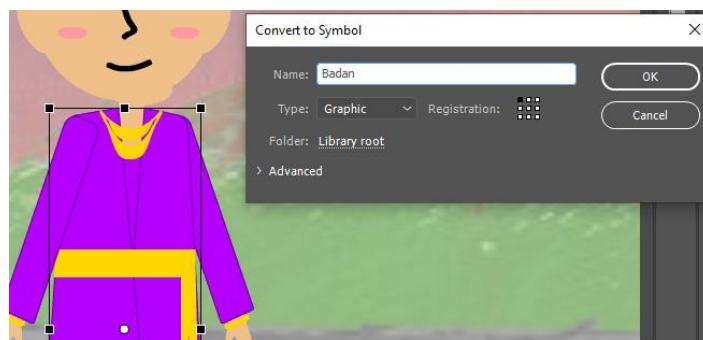 Convert to Symbol
Name: Badan
OK
Type: Graphic Registration:
Cancel
Folder: Library root
Advanced